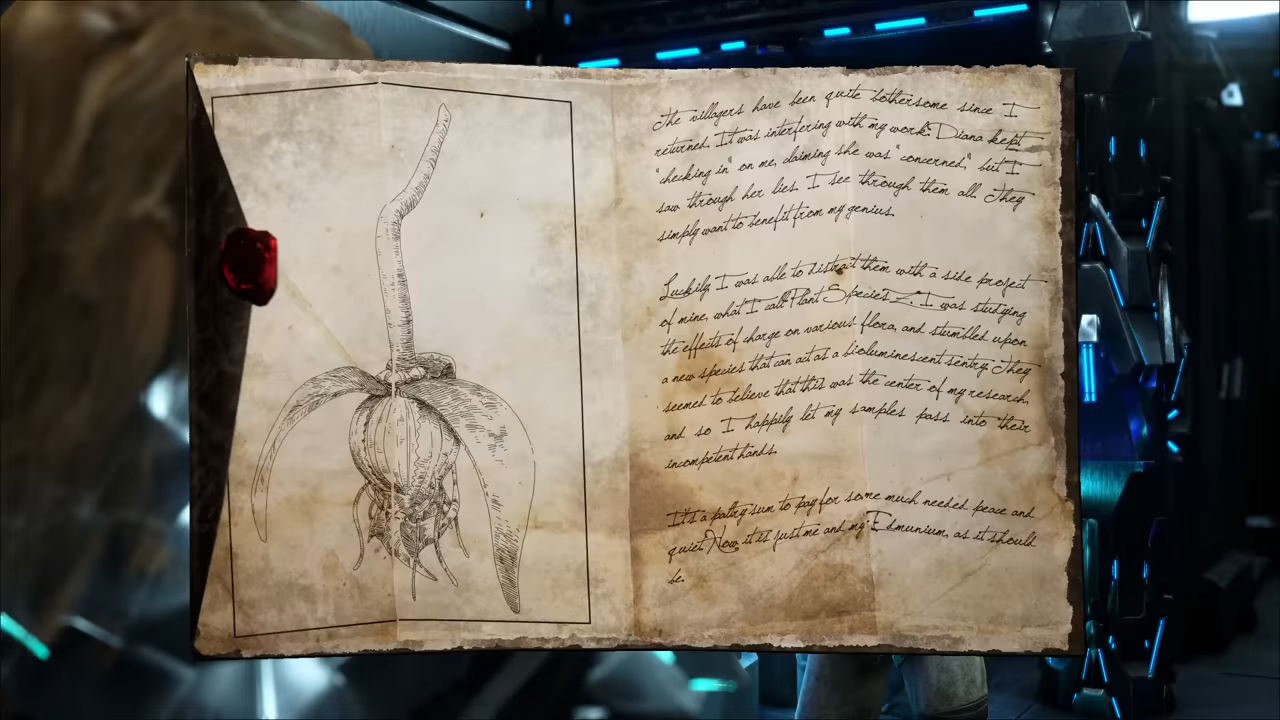 The villagers have been quite bothersome since I
returned. It was interfering with my work. Diana kept
"checking in" on me, claiming she was "concerned," but I
saw through her lies. I see through them all. They
simply want to benefit from my genius.
Luckily, I was able to distrait them with a side project
of mine, what I call Plant Species Z. I was studying
the effects of charge on various flora, and stumbled upon
a new species that can act as a bioluminescent sentry. They
seemed to believe that this was the center of my research,
and so I happily let my samples pass into their
incompetent hands.
It's a paltry sum to pay for some much needed peace and
quiet. Now it is just me and my Edmunium, as it should
be.